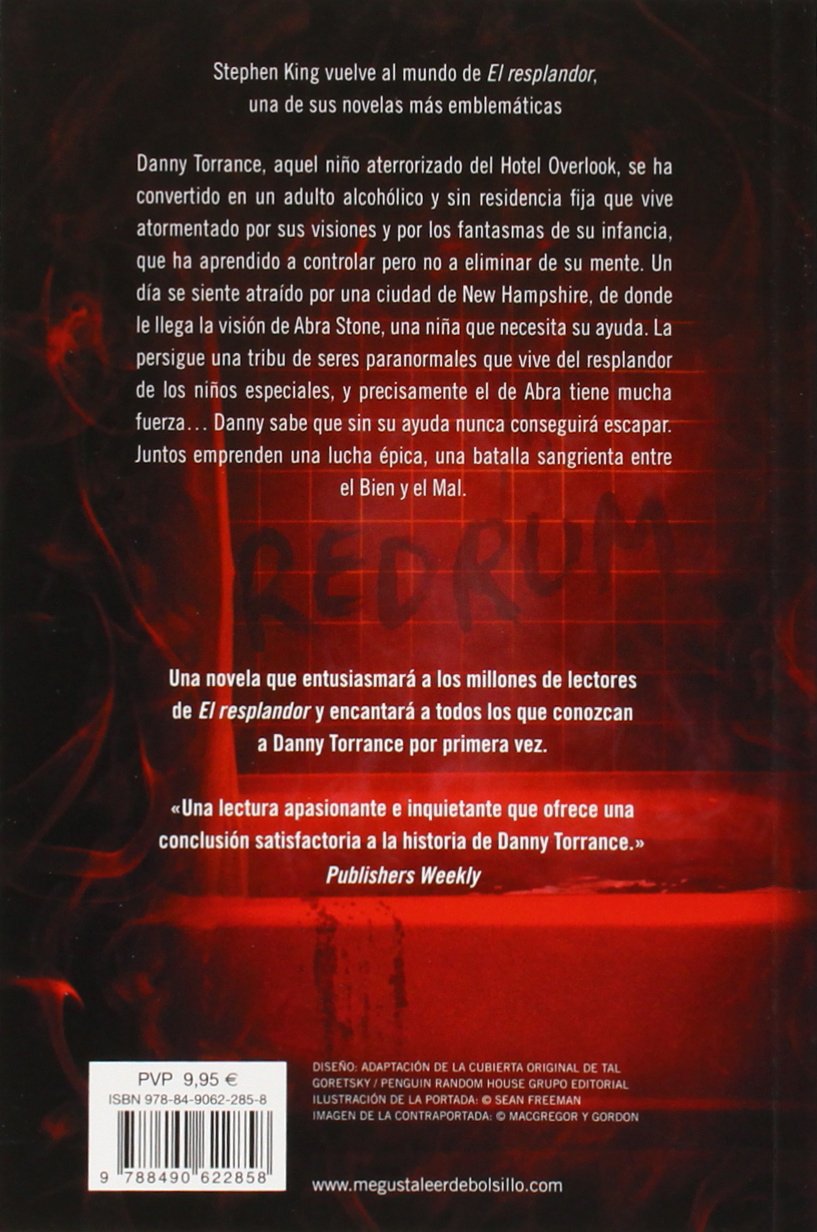 Stephen King vuelve al mundo de El resplandor,
una de sus novelas más emblemáticas
Danny Torrance, aquel niño aterrorizado del Hotel Overlook, se ha
convertido en un adulto alcohólico y sin residencia fija que vive
atormentado por sus visiones y por los fantasmas de su infancia,
que ha aprendido a controlar pero no a eliminar de su mente. Un
día se siente atraído por una ciudad de New Hampshire, de donde
le llega la visión de Abra Stone, una niña que necesita su ayuda. La
persigue una tribu de seres paranormales que vive del resplandor
de los niños especiales, y precisamente el de Abra tiene mucha
fuerza... Danny sabe que sin su ayuda nunca conseguirá escapar.
Juntos emprenden una lucha épica, una batalla sangrienta entre
el Bien y el Mal.
REDRUM
Una novela que entusiasmará a los millones de lectores
de El resplandor y encantará a todos los que conozcan
a Danny Torrance por primera vez.
«Una lectura apasionante e inquietante que ofrece una
conclusión satisfactoria a la historia de Danny Torrance.»
Publishers Weekly
PVP 9,95 €
ISBN 978-84-9062-285-8
9 788490 622858
DISEÑO: ADAPTACIÓN DE LA CUBIERTA ORIGINAL DE TAL
GORETSKY / PENGUIN RANDOM HOUSE GRUPO EDITORIAL
ILUSTRACIÓN DE LA PORTADA: © SEAN FREEMAN
IMAGEN DE LA CONTRAPORTADA: © MACGREGOR Y GORDON
www.megustaleerdebolsillo.com